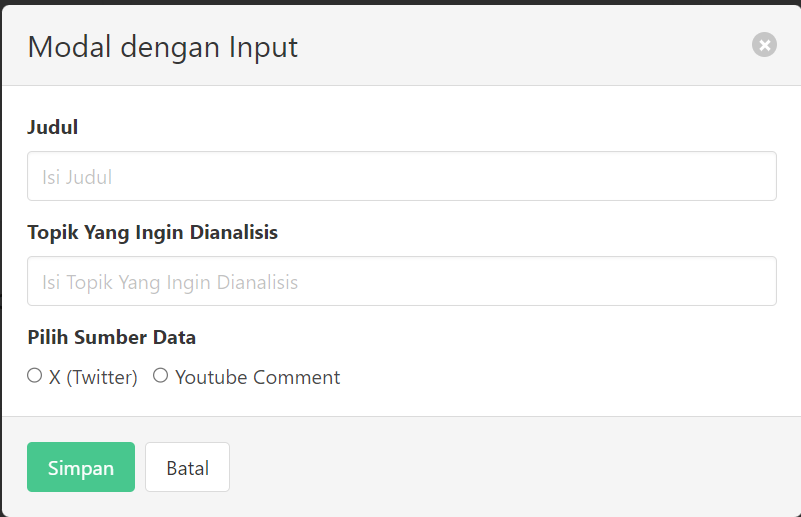 Modal dengan Input
Judul
Isi Judul
Topik Yang Ingin Dianalisis
Isi Topik Yang Ingin Dianalisis
Pilih Sumber Data
X (Twitter) Youtube Comment
Simpan Batal